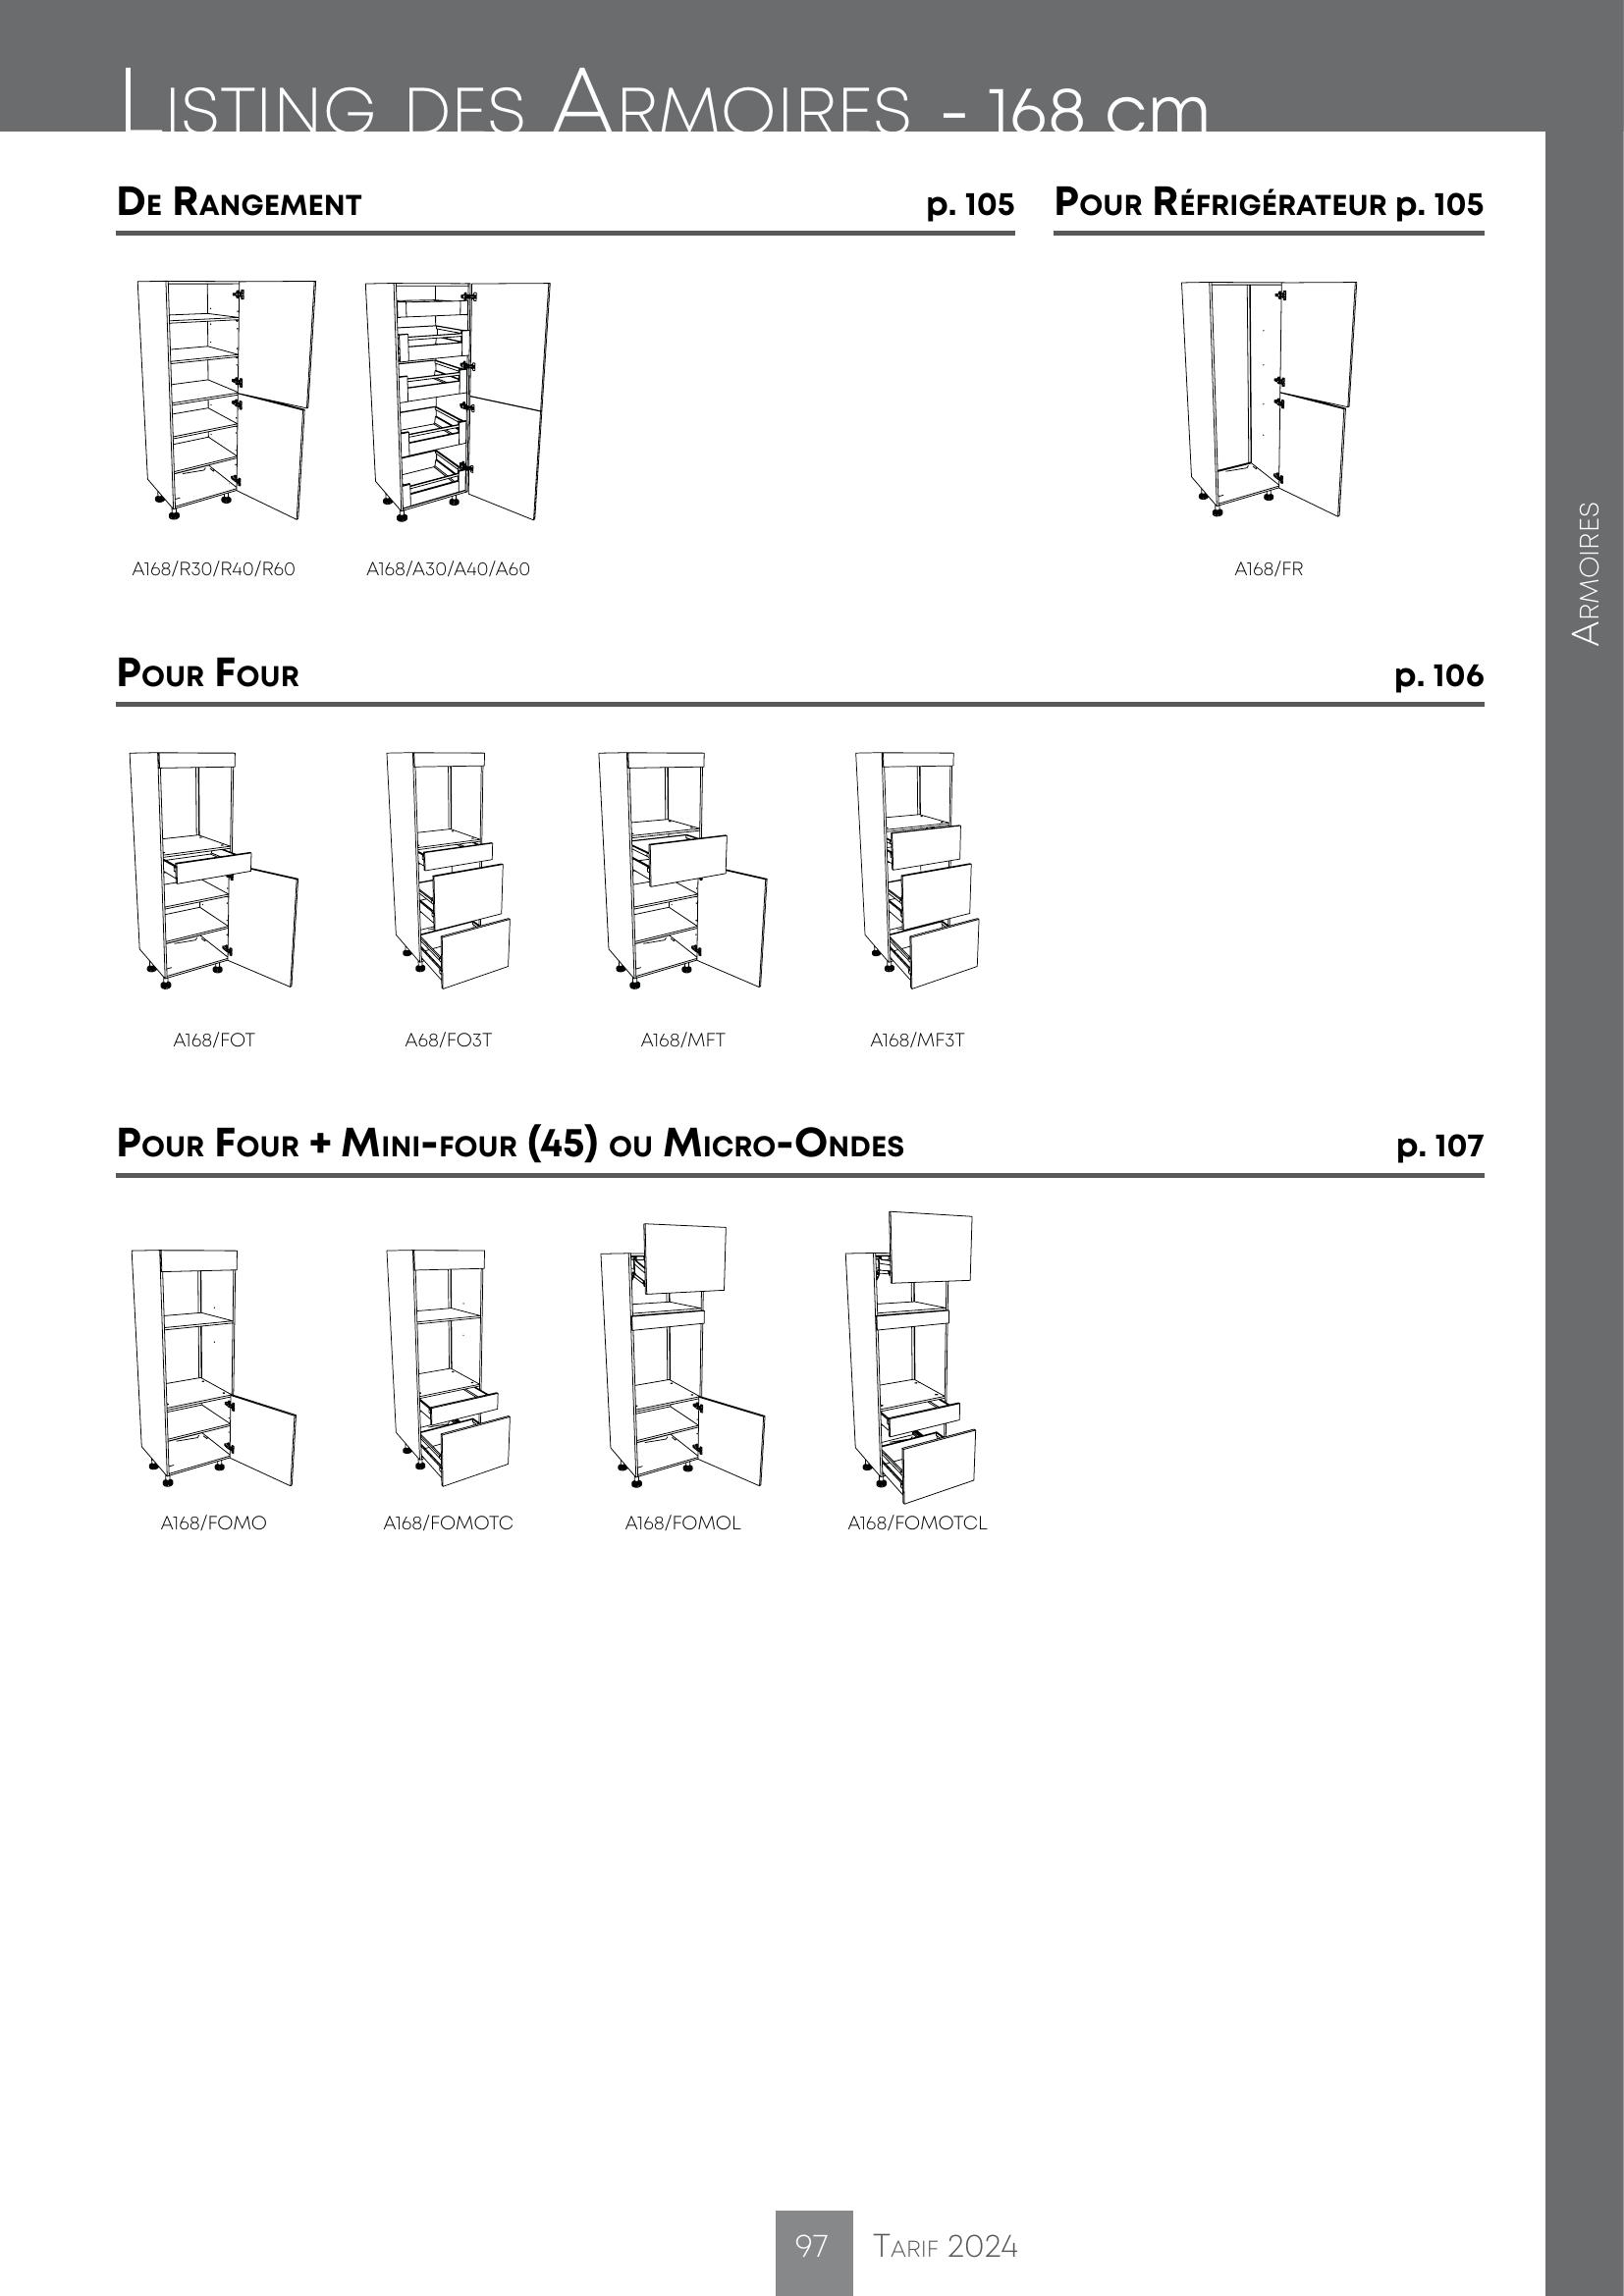 Listing des Armoires - 168 cm
De Rangement p. 105
Pour Réfrigérateur p. 105
A168/R30/R40/R60
A168/A30/A40/A60
A168/FR
Armoires
Pour Four p. 106
A168/FOT
A68/FO3T
A168/MFT
A168/MF3T
Pour Four + Mini-four (45) ou Micro-Ondes p. 107
A168/FOMO
A168/FOMOTC
A168/FOMOL
A168/FOMOTCL
97 Tarif 2024